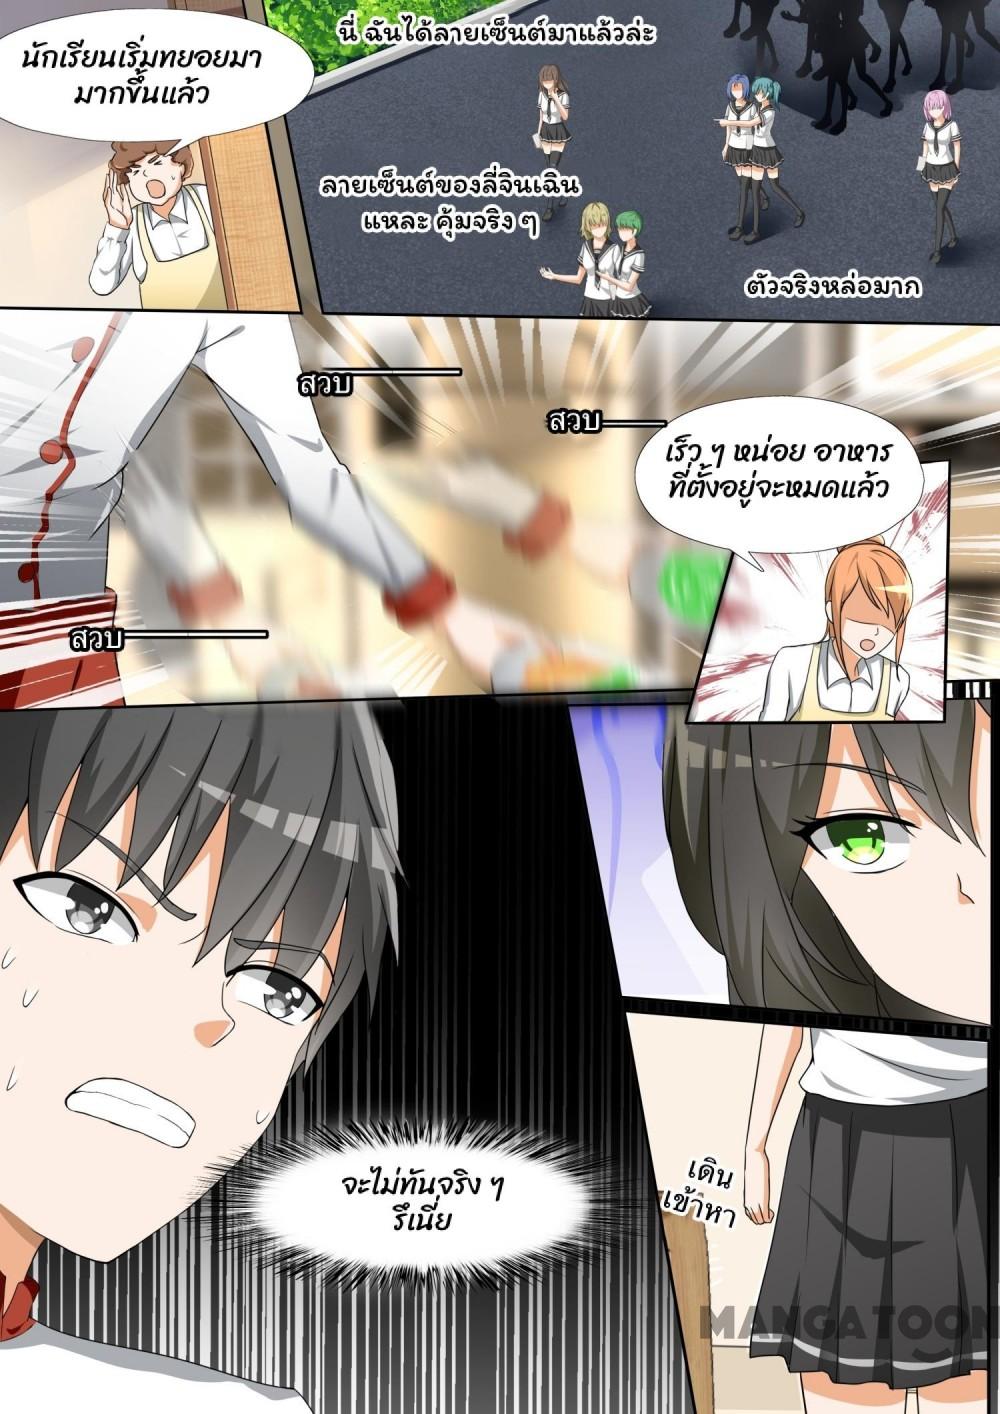 นักเรียนเริ่มทยอยมา
มากขึ้นแล้ว
นี่ ฉันได้ลายเซ็นต์มาแล้วล่ะ
ลายเซ็นต์ของลี่จินเฉิน
แหละ คุ้มจริง ๆ
ตัวจริงหล่อมาก
สวบ
สวบ
เร็ว ๆ หน่อย อาหาร
ที่ตั้งอยู่จะหมดแล้ว
สวบ
จะไม่ทันจริง ๆ
รึเนี่ย
เดิน
เข้าหา
MANGATOON